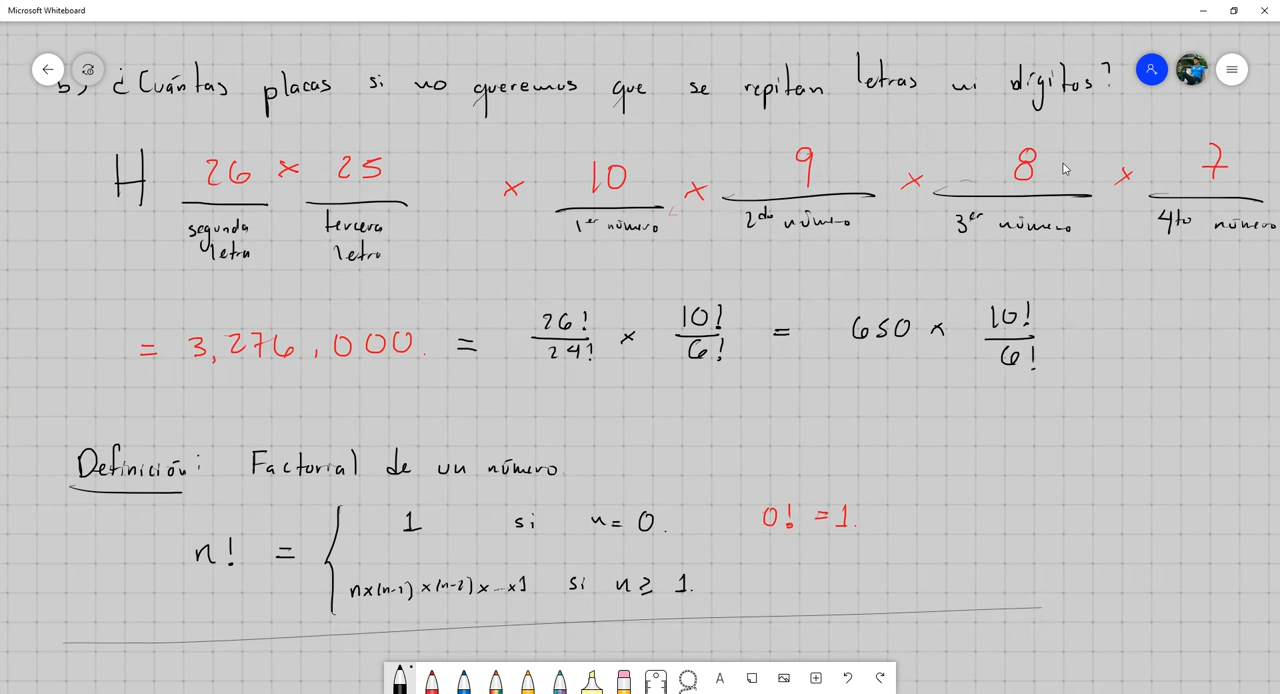 Microsoft Whiteboard
b) ¿Cuántas placas si no queremos que se repitan letras ni dígitos?
H 26 × 25 × 10 × 9 × 8 × 7
segunda letra tercera letra 1er número 2do número 3er número 4to número
= 3,276,000. = 26!/24! × 10!/6! = 650 × 10!/6!
Definición: Factorial de un número
1 si n = 0. 0! = 1.
n! = {
n×(n-1)×(n-2)×...×1 si n ≥ 1.
A